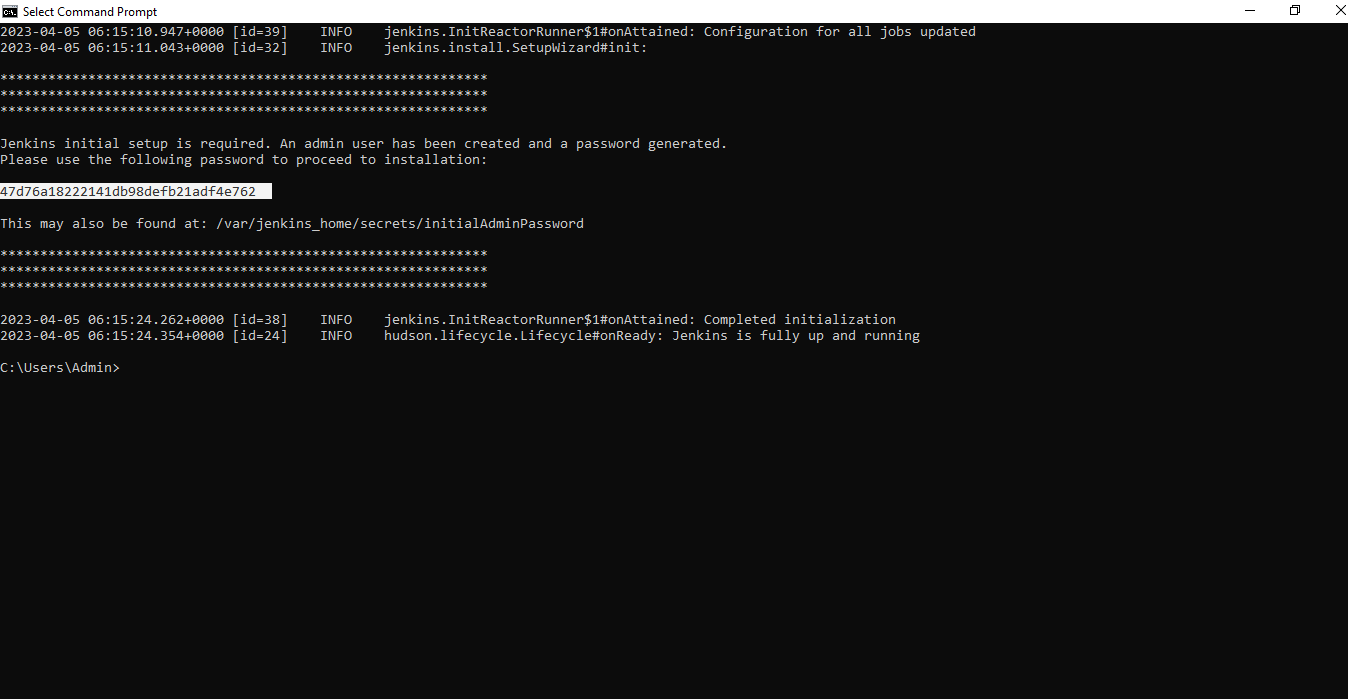 Select Command Prompt
2023-04-05 06:15:10.947+0000 [id=39]    INFO    jenkins.InitReactorRunner$1#onAttained: Configuration for all jobs updated
2023-04-05 06:15:11.043+0000 [id=32]    INFO    jenkins.install.SetupWizard#init:
*************************************************************
*************************************************************
*************************************************************
Jenkins initial setup is required. An admin user has been created and a password generated.
Please use the following password to proceed to installation:
47d76a18222141db98defb21adf4e762
This may also be found at: /var/jenkins_home/secrets/initialAdminPassword
*************************************************************
*************************************************************
*************************************************************
2023-04-05 06:15:24.262+0000 [id=38]    INFO    jenkins.InitReactorRunner$1#onAttained: Completed initialization
2023-04-05 06:15:24.354+0000 [id=24]    INFO    hudson.lifecycle.Lifecycle#onReady: Jenkins is fully up and running
C:\Users\Admin>